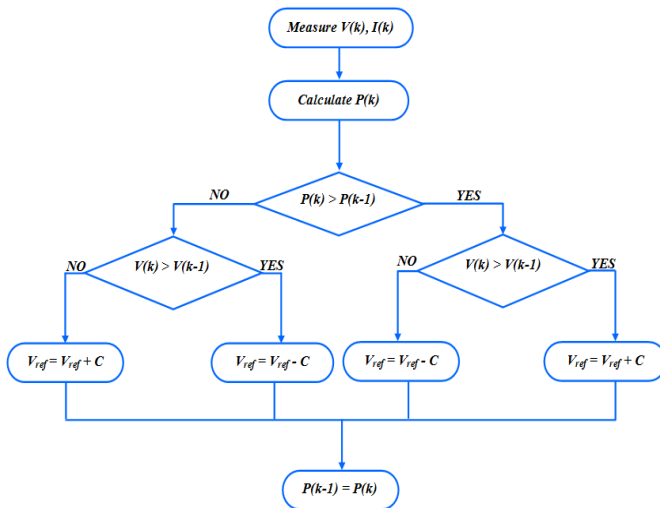 Measure V(k), I(k)
Calculate P(k)
NO
P(k) > P(k-1)
YES
NO
V(k) > V(k-1)
YES
NO
V(k) > V(k-1)
YES
Vref = Vref + C
Vref = Vref - C
Vref = Vref - C
Vref = Vref + C
P(k-1) = P(k)